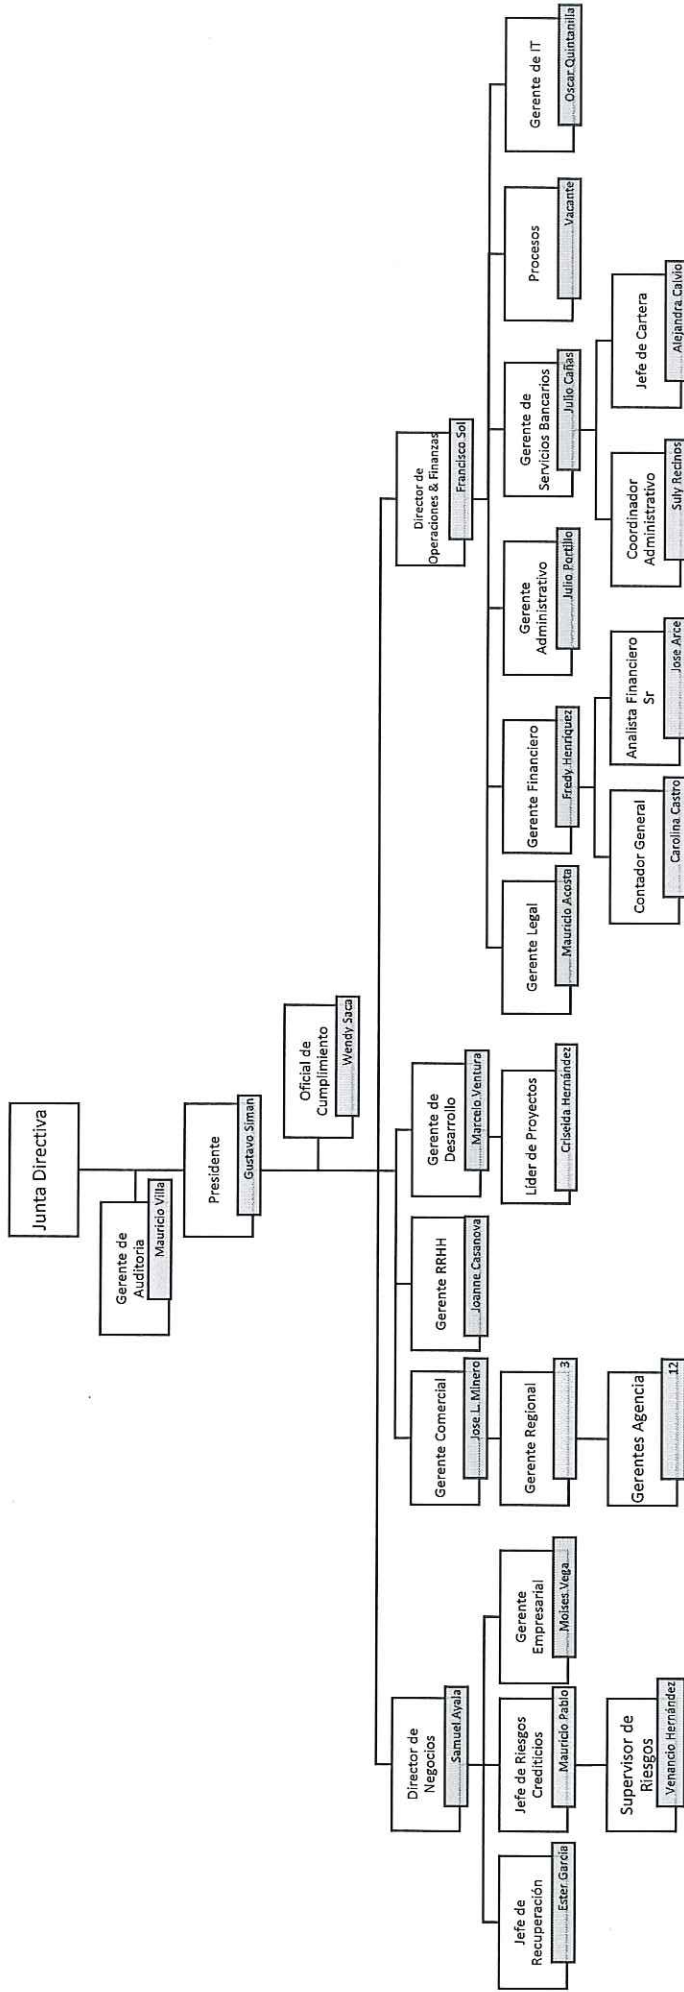 Junta Directiva
Gerente de
Auditoria
Mauricio Villa
Presidente
Gustavo Siman
Oficial de
Cumplimiento
Wendy Saca
Director de
Negocios
Samuel Ayala
Director de
Operaciones & Finanzas
Francisco Sol
Gerente Comercial
Jose L. Minero
Gerente RRHH
Joanne Casanova
Gerente de
Desarrollo
Marcelo Ventura
Jefe de
Recuperación
Ester Garcia
Jefe de Riesgos
Crediticios
Mauricio Pablo
Gerente
Empresarial
Moises Vega
Gerente Regional
3
Líder de Proyectos
Criselda Hernández
Gerente Legal
Mauricio Acosta
Gerente Financiero
Fredy Henríquez
Gerente
Administrativo
Julio Portillo
Gerente de
Servicios Bancarios
Julio Cañas
Procesos
Vacante
Gerente de IT
Oscar Quintanilla
Supervisor de
Riesgos
Venancio Hernández
Gerentes Agencia
12
Contador General
Carolina Castro
Analista Financiero
Sr
Jose Arce
Coordinador
Administrativo
Suly Recinos
Jefe de Cartera
Alejandra Calvio